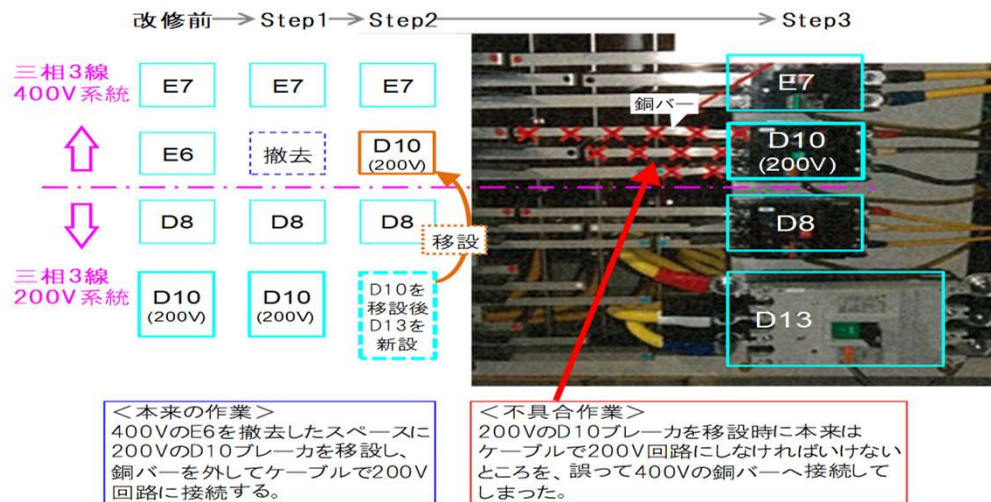 改修前 → Step1 → Step2 → Step3
三相3線
400V系統
E7 E7 E7 E7
銅バー
E6 撤去 D10
(200V)
D10
(200V)
D8 D8 D8 D8
移設
三相3線
200V系統
D10
(200V)
D10
(200V)
D10を
移設後
D13を
新設
D13
<本来の作業>
400VのE6を撤去したスペースに
200VのD10ブレーカを移設し、
銅バーを外してケーブルで200V
回路に接続する。
<不具合作業>
200VのD10ブレーカを移設時に本来は
ケーブルで200V回路にしなければいけない
ところを、誤って400Vの銅バーへ接続して
しまった。